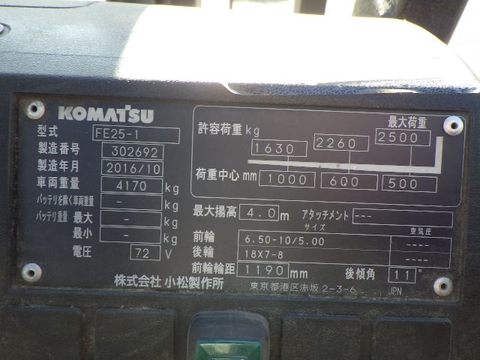 KOMATSU
型式 FE25-1
製造番号 302692
製造年月 2016/10
車両重量 4170 kg
バッテリを除く車両重量 - kg
バッテリ重量 最大 - kg
最小 - kg
電圧 72 V
株式会社 小松製作所
許容荷重 kg 最大荷重
1630 2260 2500
荷重中心 mm 1000 600 500
最大揚高 4.0 m アタッチメント ---
サイズ 空気圧
前輪 6.50-10/5.00 ----
後輪 18X7-8 ----
前輪輪距 1190 mm 後傾角 11°
東京都港区赤坂 2-3-6 JPN